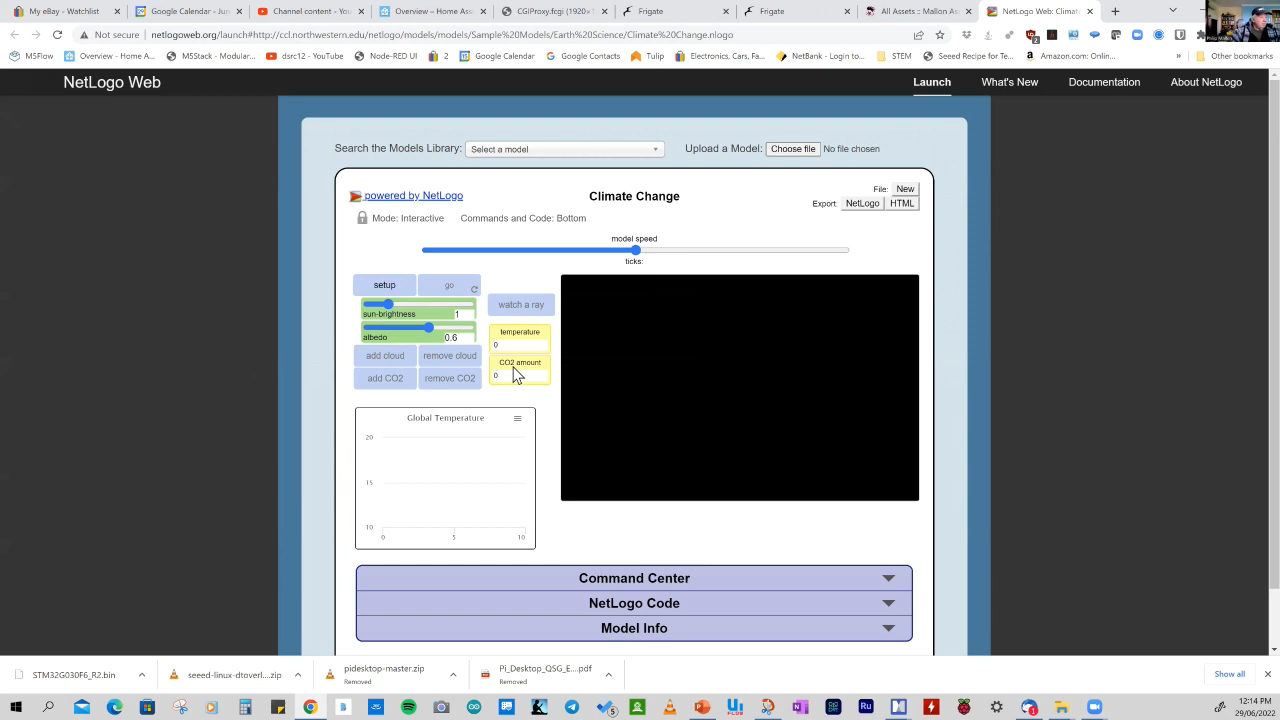 My eBay - Watchlist
Google Calendar - Jun
Channel content - YouTu
Overview – Home Assist
CGIProxy.fcgi (1920×1
Frigate
Frigate
All Assets :: Mallon Asse
NetLogo Web: Climate C
Not secure | netlogoweb.org/launch#http://ccl.northwestern.edu/netlogo/models/models/Sample%20Models/Earth%20Science/Climate%20Change.nlogo
M5Flow
Overview – Home A...
M5Stack - Modular...
dsrc12 - YouTube
Node-RED UI
2
Google Calendar
Google Contacts
Tulip
Electronics, Cars, Fa...
NetBank - Login to...
STEM
Seeed Recipe for Te...
Amazon.com: Onlin...
»
Other bookmarks
NetLogo Web
Launch
What's New
Documentation
About NetLogo
Search the Models Library:
Select a model
Upload a Model:
Choose file
No file chosen
powered by NetLogo
Climate Change
File: New
Export: NetLogo HTML
Mode: Interactive
Commands and Code: Bottom
model speed
ticks:
setup
go
watch a ray
sun-brightness 1
albedo 0.6
temperature
0
add cloud
remove cloud
CO2 amount
0
add CO2
remove CO2
Global Temperature
20
15
10
0 5 10
Command Center
NetLogo Code
Model Info
STM32G030F6_R2.bin
seeed-linux-dtoverl....zip
pidesktop-master.zip
Removed
Pi_Desktop_QSG_E....pdf
Removed
Show all
12:14 PM
29/06/2022